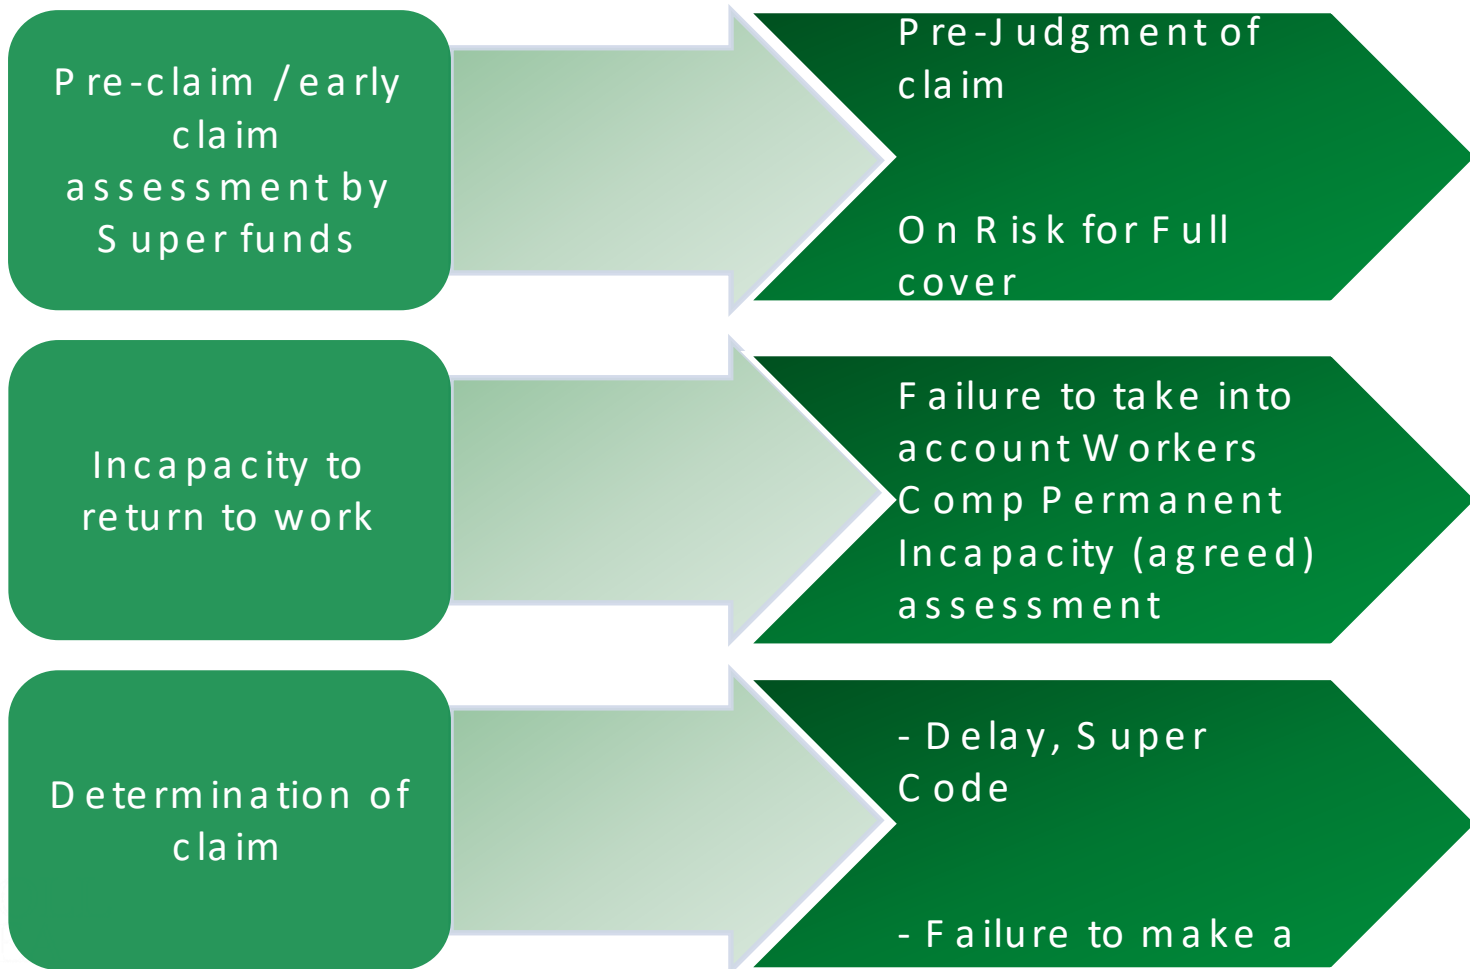 Pre-claim / early
claim
assessment by
Super funds
Pre-Judgment of
claim
On Risk for Full
cover
Incapacity to
return to work
Failure to take into
account Workers
Comp Permanent
Incapacity (agreed)
assessment
Determination of
claim
- Delay, Super
Code
- Failure to make a